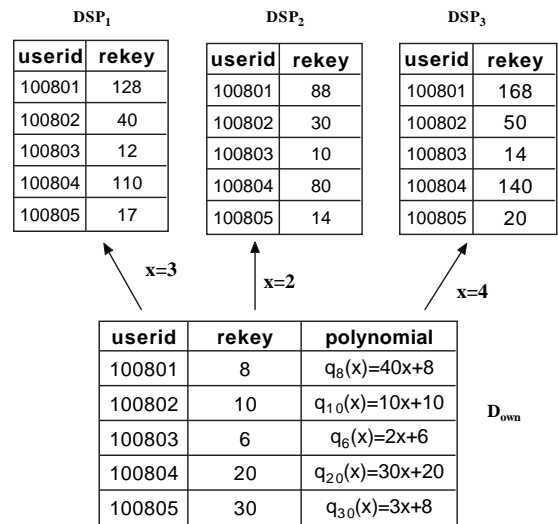 DSP₁ DSP₂ DSP₃
userid rekey
100801 128
100802 40
100803 12
100804 110
100805 17
userid rekey
100801 88
100802 30
100803 10
100804 80
100805 14
userid rekey
100801 168
100802 50
100803 14
100804 140
100805 20
x=3
x=2
x=4
userid rekey polynomial
100801 8 q₈(x)=40x+8
100802 10 q₁₀(x)=10x+10
100803 6 q₆(x)=2x+6
100804 20 q₂₀(x)=30x+20
100805 30 q₃₀(x)=3x+8
Dₒwₙ